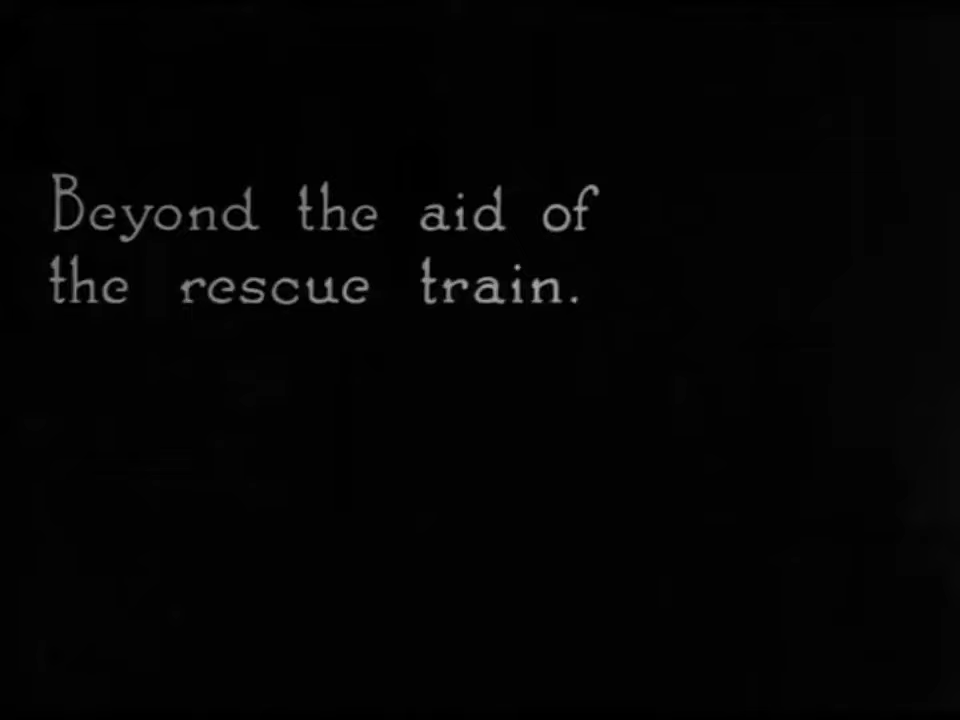 Beyond the aid of
the rescue train.